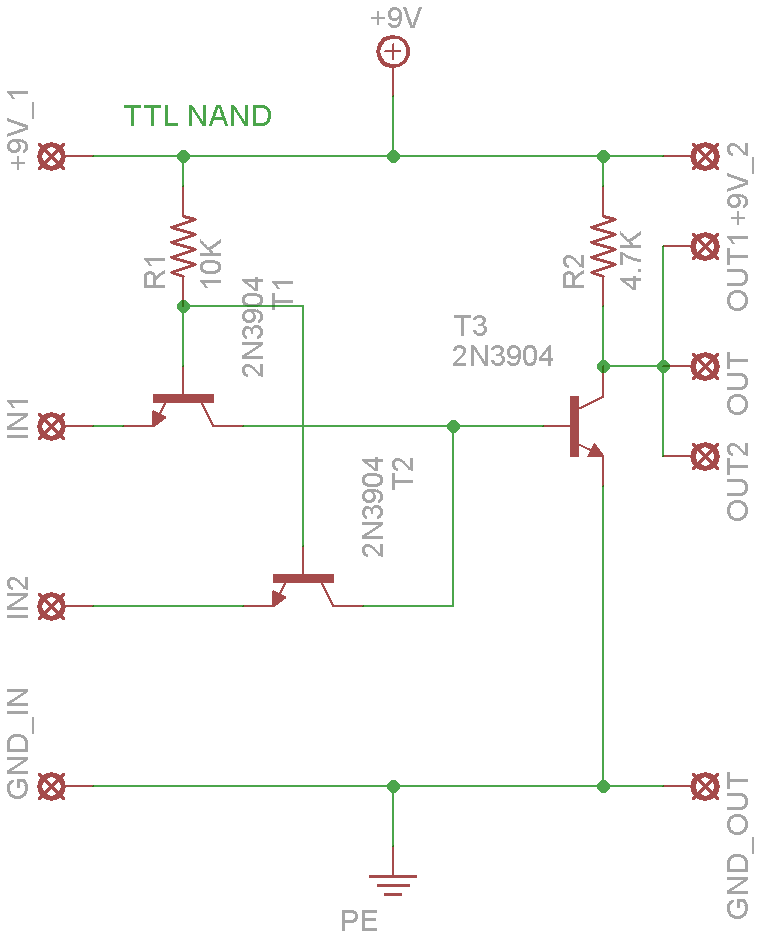 +9V
+9V_1
TTL NAND
+9V_2
R1
10K
2N3904
T1
R2
4.7K
OUT1
T3
2N3904
OUT
IN1
OUT2
2N3904
T2
IN2
GND_IN
GND_OUT
PE